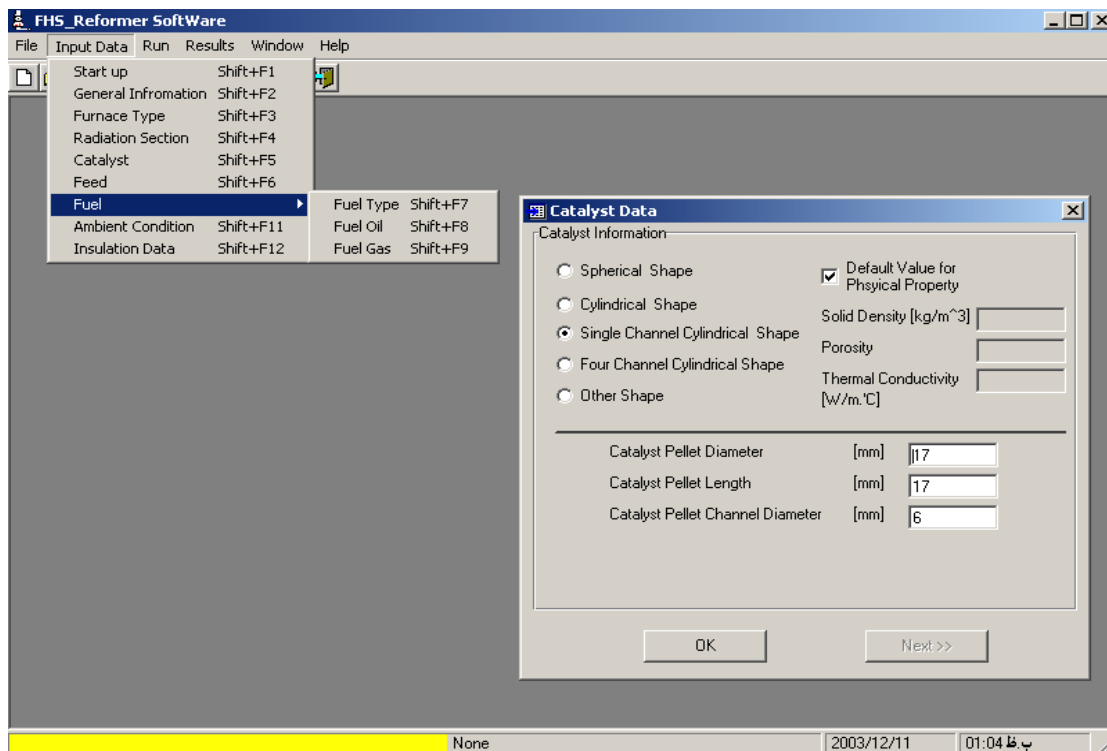 FHS_Reformer SoftWare
File Input Data Run Results Window Help
Start up Shift+F1
General Infromation Shift+F2
Furnace Type Shift+F3
Radiation Section Shift+F4
Catalyst Shift+F5
Feed Shift+F6
Fuel
Ambient Condition Shift+F11
Insulation Data Shift+F12
Fuel Type Shift+F7
Fuel Oil Shift+F8
Fuel Gas Shift+F9
Catalyst Data
Catalyst Information
Spherical Shape
Cylindrical Shape
Single Channel Cylindrical Shape
Four Channel Cylindrical Shape
Other Shape
Default Value for
Phsyical Property
Solid Density [kg/m^3]
Porosity
Thermal Conductivity
[W/m.'C]
Catalyst Pellet Diameter [mm] 17
Catalyst Pellet Length [mm] 17
Catalyst Pellet Channel Diameter [mm] 6
OK Next >>
None 2003/12/11 01:04 ب.ظ